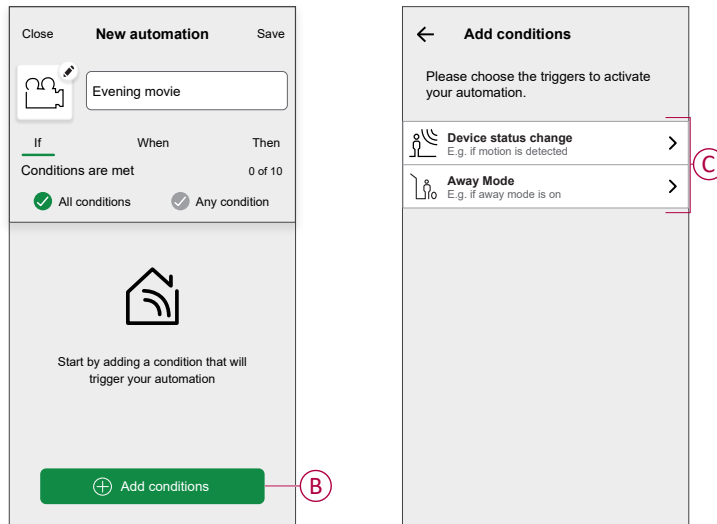 Close New automation Save
Evening movie
If When Then
Conditions are met 0 of 10
All conditions Any condition
Start by adding a condition that will
trigger your automation
Add conditions
B
Add conditions
Please choose the triggers to activate
your automation.
Device status change
E.g. if motion is detected
Away Mode
E.g. if away mode is on
C